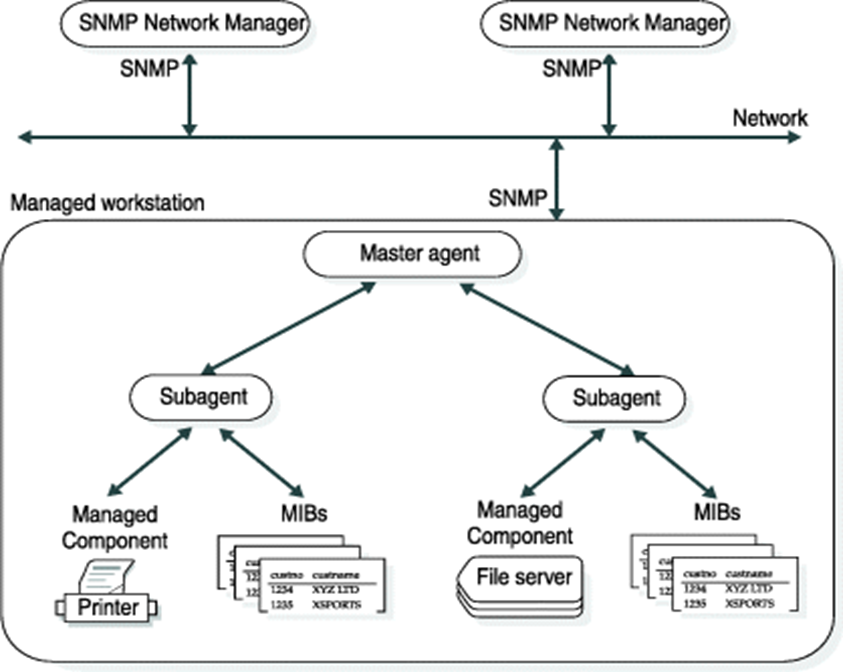 SNMP Network Manager
SNMP Network Manager
SNMP
SNMP
Network
SNMP
Managed workstation
Master agent
Subagent
Subagent
Managed
Component
MIBs
Managed
Component
MIBs
custno custname
1234 XYZ LTD
1235 XSPORTS
Printer
File server
custno custname
1234 XYZ LTD
1235 XSPORTS